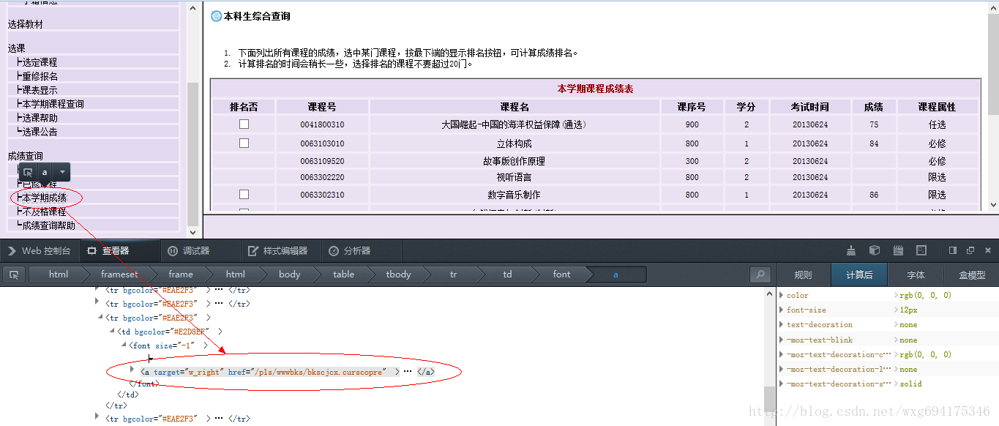 选择教材
选课
┝选定课程
┝重修报名
┝课表显示
┝本学期课程查询
┝选课帮助
┕选课公告
成绩查询
a
┝已修课程
┝本学期成绩
┝不及格课程
┕成绩查询帮助
本科生综合查询
1. 下面列出所有课程的成绩，选中某门课程，按最下端的显示排名按钮，可计算成绩排名。
2. 计算排名的时间会稍长一些，选择排名的课程不要超过20门。
本学期课程成绩表
排名否 课程号 课程名 课序号 学分 考试时间 成绩 课程属性
0041800310 大国崛起-中国的海洋权益保障(通选) 900 2 20130624 75 任选
0063103010 立体构成 800 1 20130624 84 必修
0063109520 故事版创作原理 300 2 20130624 必修
0063302220 视听语言 800 2 20130624 限选
0063302310 数字音乐制作 800 1 20130624 86 限选
Web 控制台 查看器 调试器 样式编辑器 分析器
html frameset frame html body table tbody tr td font a
规则 计算后 字体 盒模型
<tr bgcolor="#EAE2F3" > ··· </tr>
<tr bgcolor="#EAE2F3" > ··· </tr>
<tr bgcolor="#EAE2F3" >
<td bgcolor="#E2D8EF" >
<font size="-1" >
┝
<a target="w_right" href="/pls/wwwbks/bkscjcx.curscopre" > ··· </a>
</font>
</td>
</tr>
<tr bgcolor="#EAE2F3" > ··· </tr>
color rgb(0, 0, 0)
font-size 12px
text-decoration none
-moz-text-blink none
-moz-text-decoration-c··· rgb(0, 0, 0)
-moz-text-decoration-l··· none
-moz-text-decoration-s··· solid
http://blog.csdn.net/wxg694175346